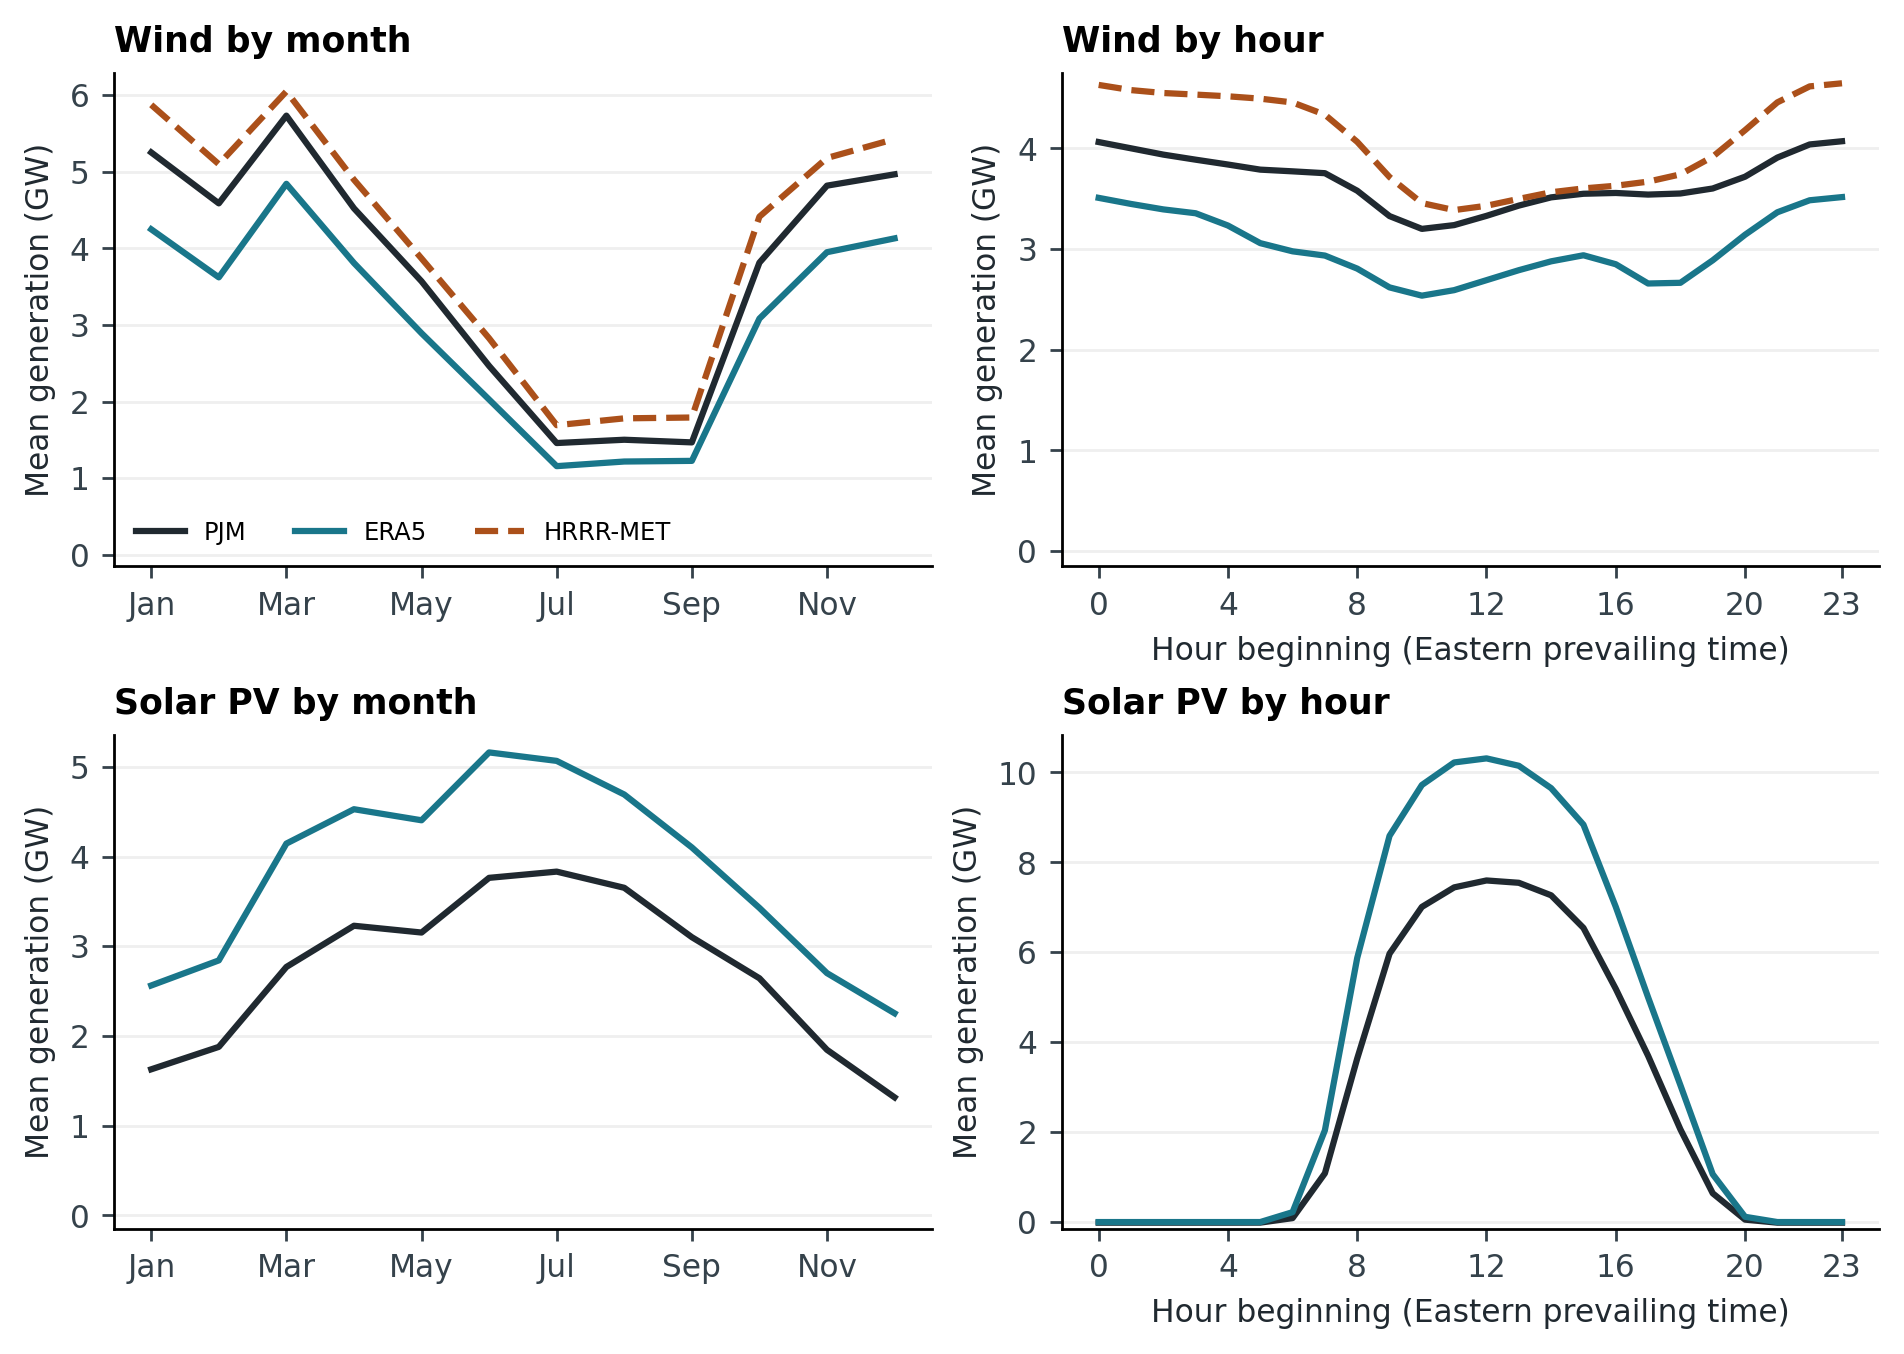 Wind by month
Mean generation (GW)
6
5
4
3
2
1
0
PJM ERA5 HRRR-MET
Jan Mar May Jul Sep Nov
Wind by hour
Mean generation (GW)
4
3
2
1
0
0 4 8 12 16 20 23
Hour beginning (Eastern prevailing time)
Solar PV by month
Mean generation (GW)
5
4
3
2
1
0
Jan Mar May Jul Sep Nov
Solar PV by hour
Mean generation (GW)
10
8
6
4
2
0
0 4 8 12 16 20 23
Hour beginning (Eastern prevailing time)